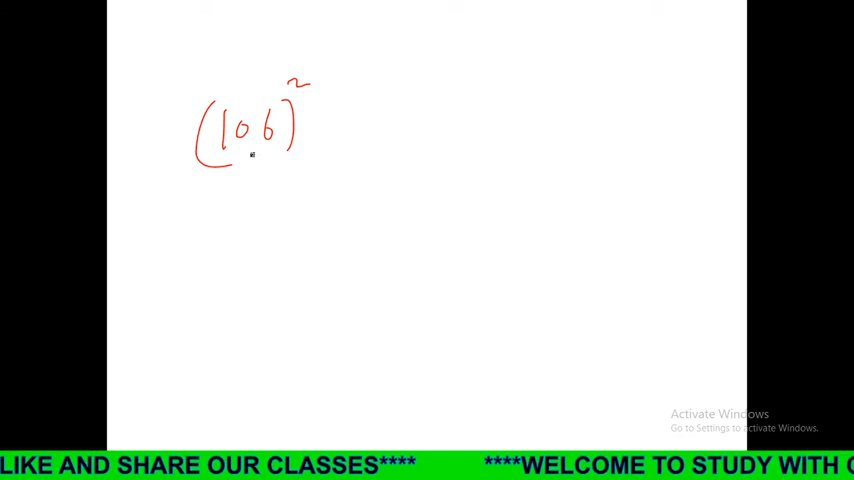 (106)²
Activate Windows
Go to Settings to activate Windows.
LIKE AND SHARE OUR CLASSES**** ****WELCOME TO STUDY WITH